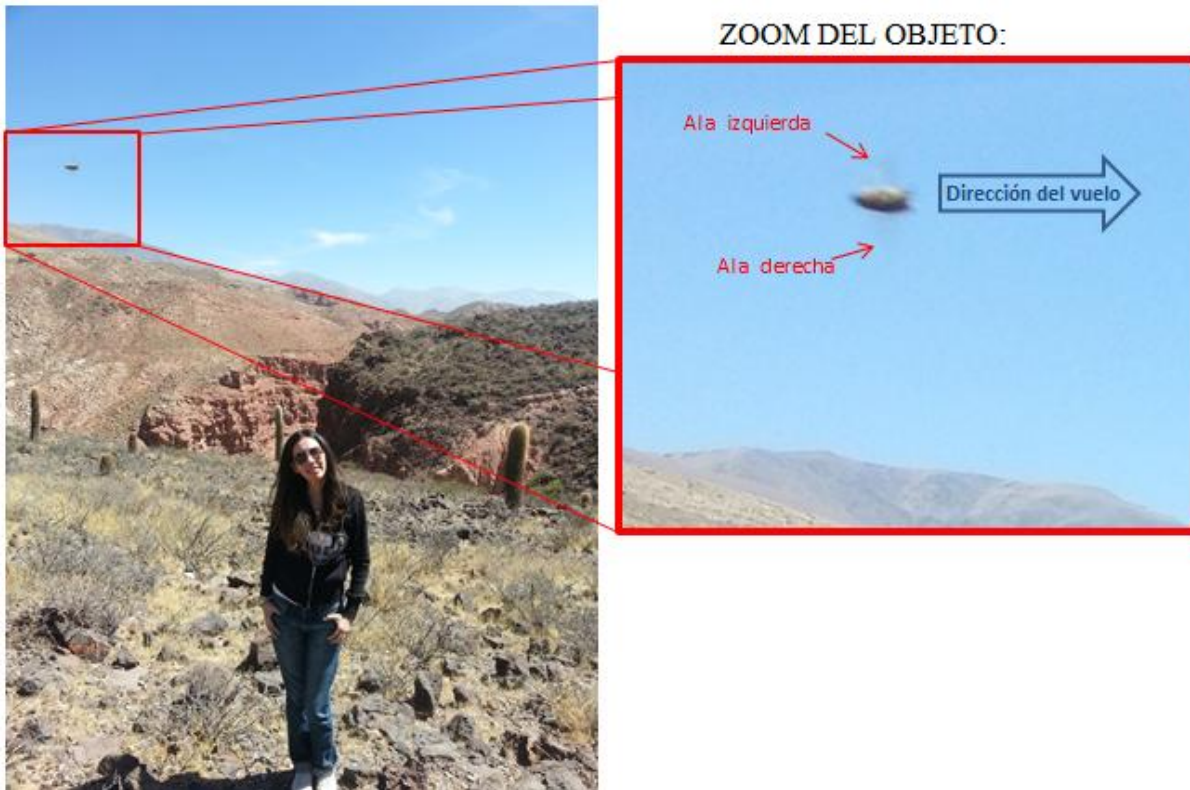 ZOOM DEL OBJETO:
Ala izquierda
Dirección del vuelo
Ala derecha